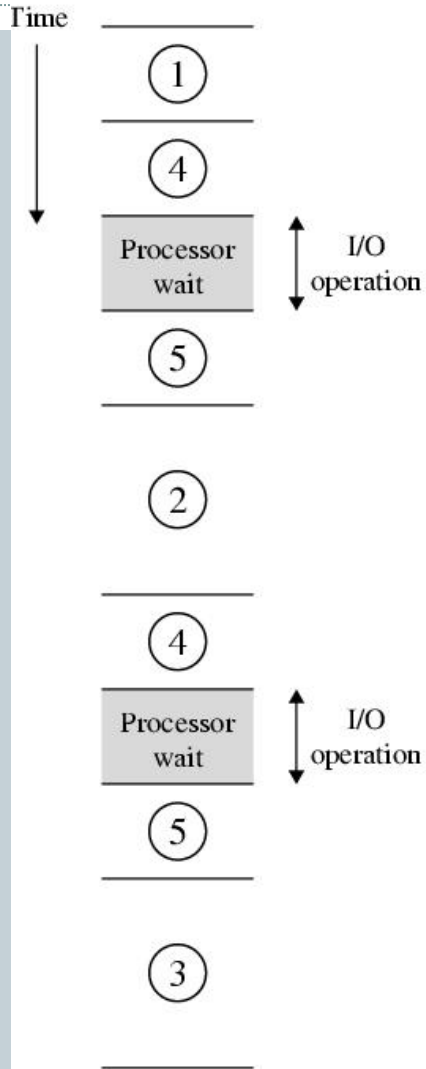 Time
1
4
Processor
wait
I/O
operation
5
2
4
Processor
wait
I/O
operation
5
3